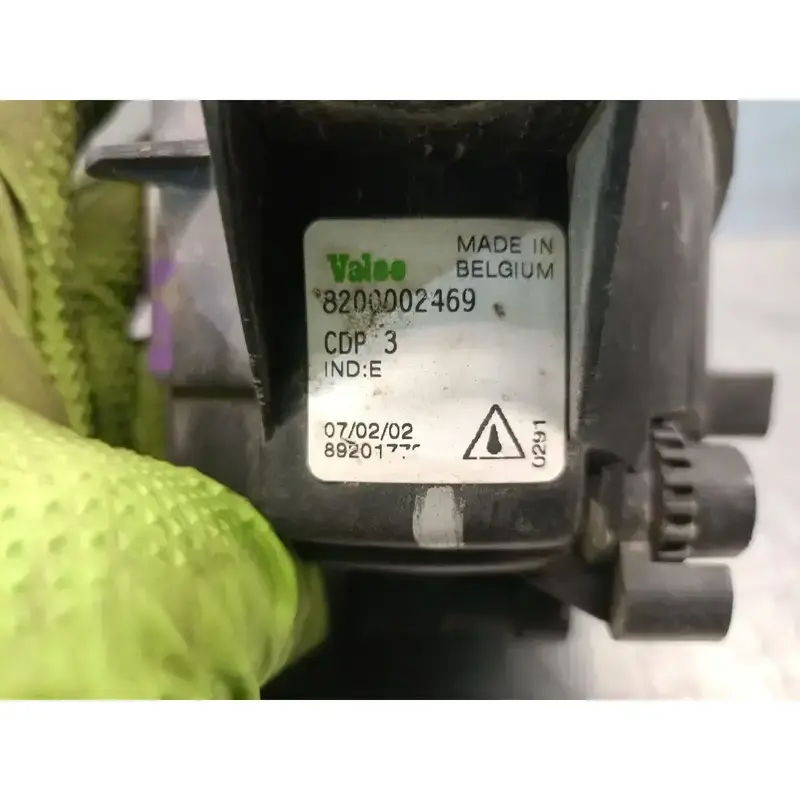 Valeo
MADE IN
BELGIUM
8200002469
CDP 3
IND:E
07/02/02
0291